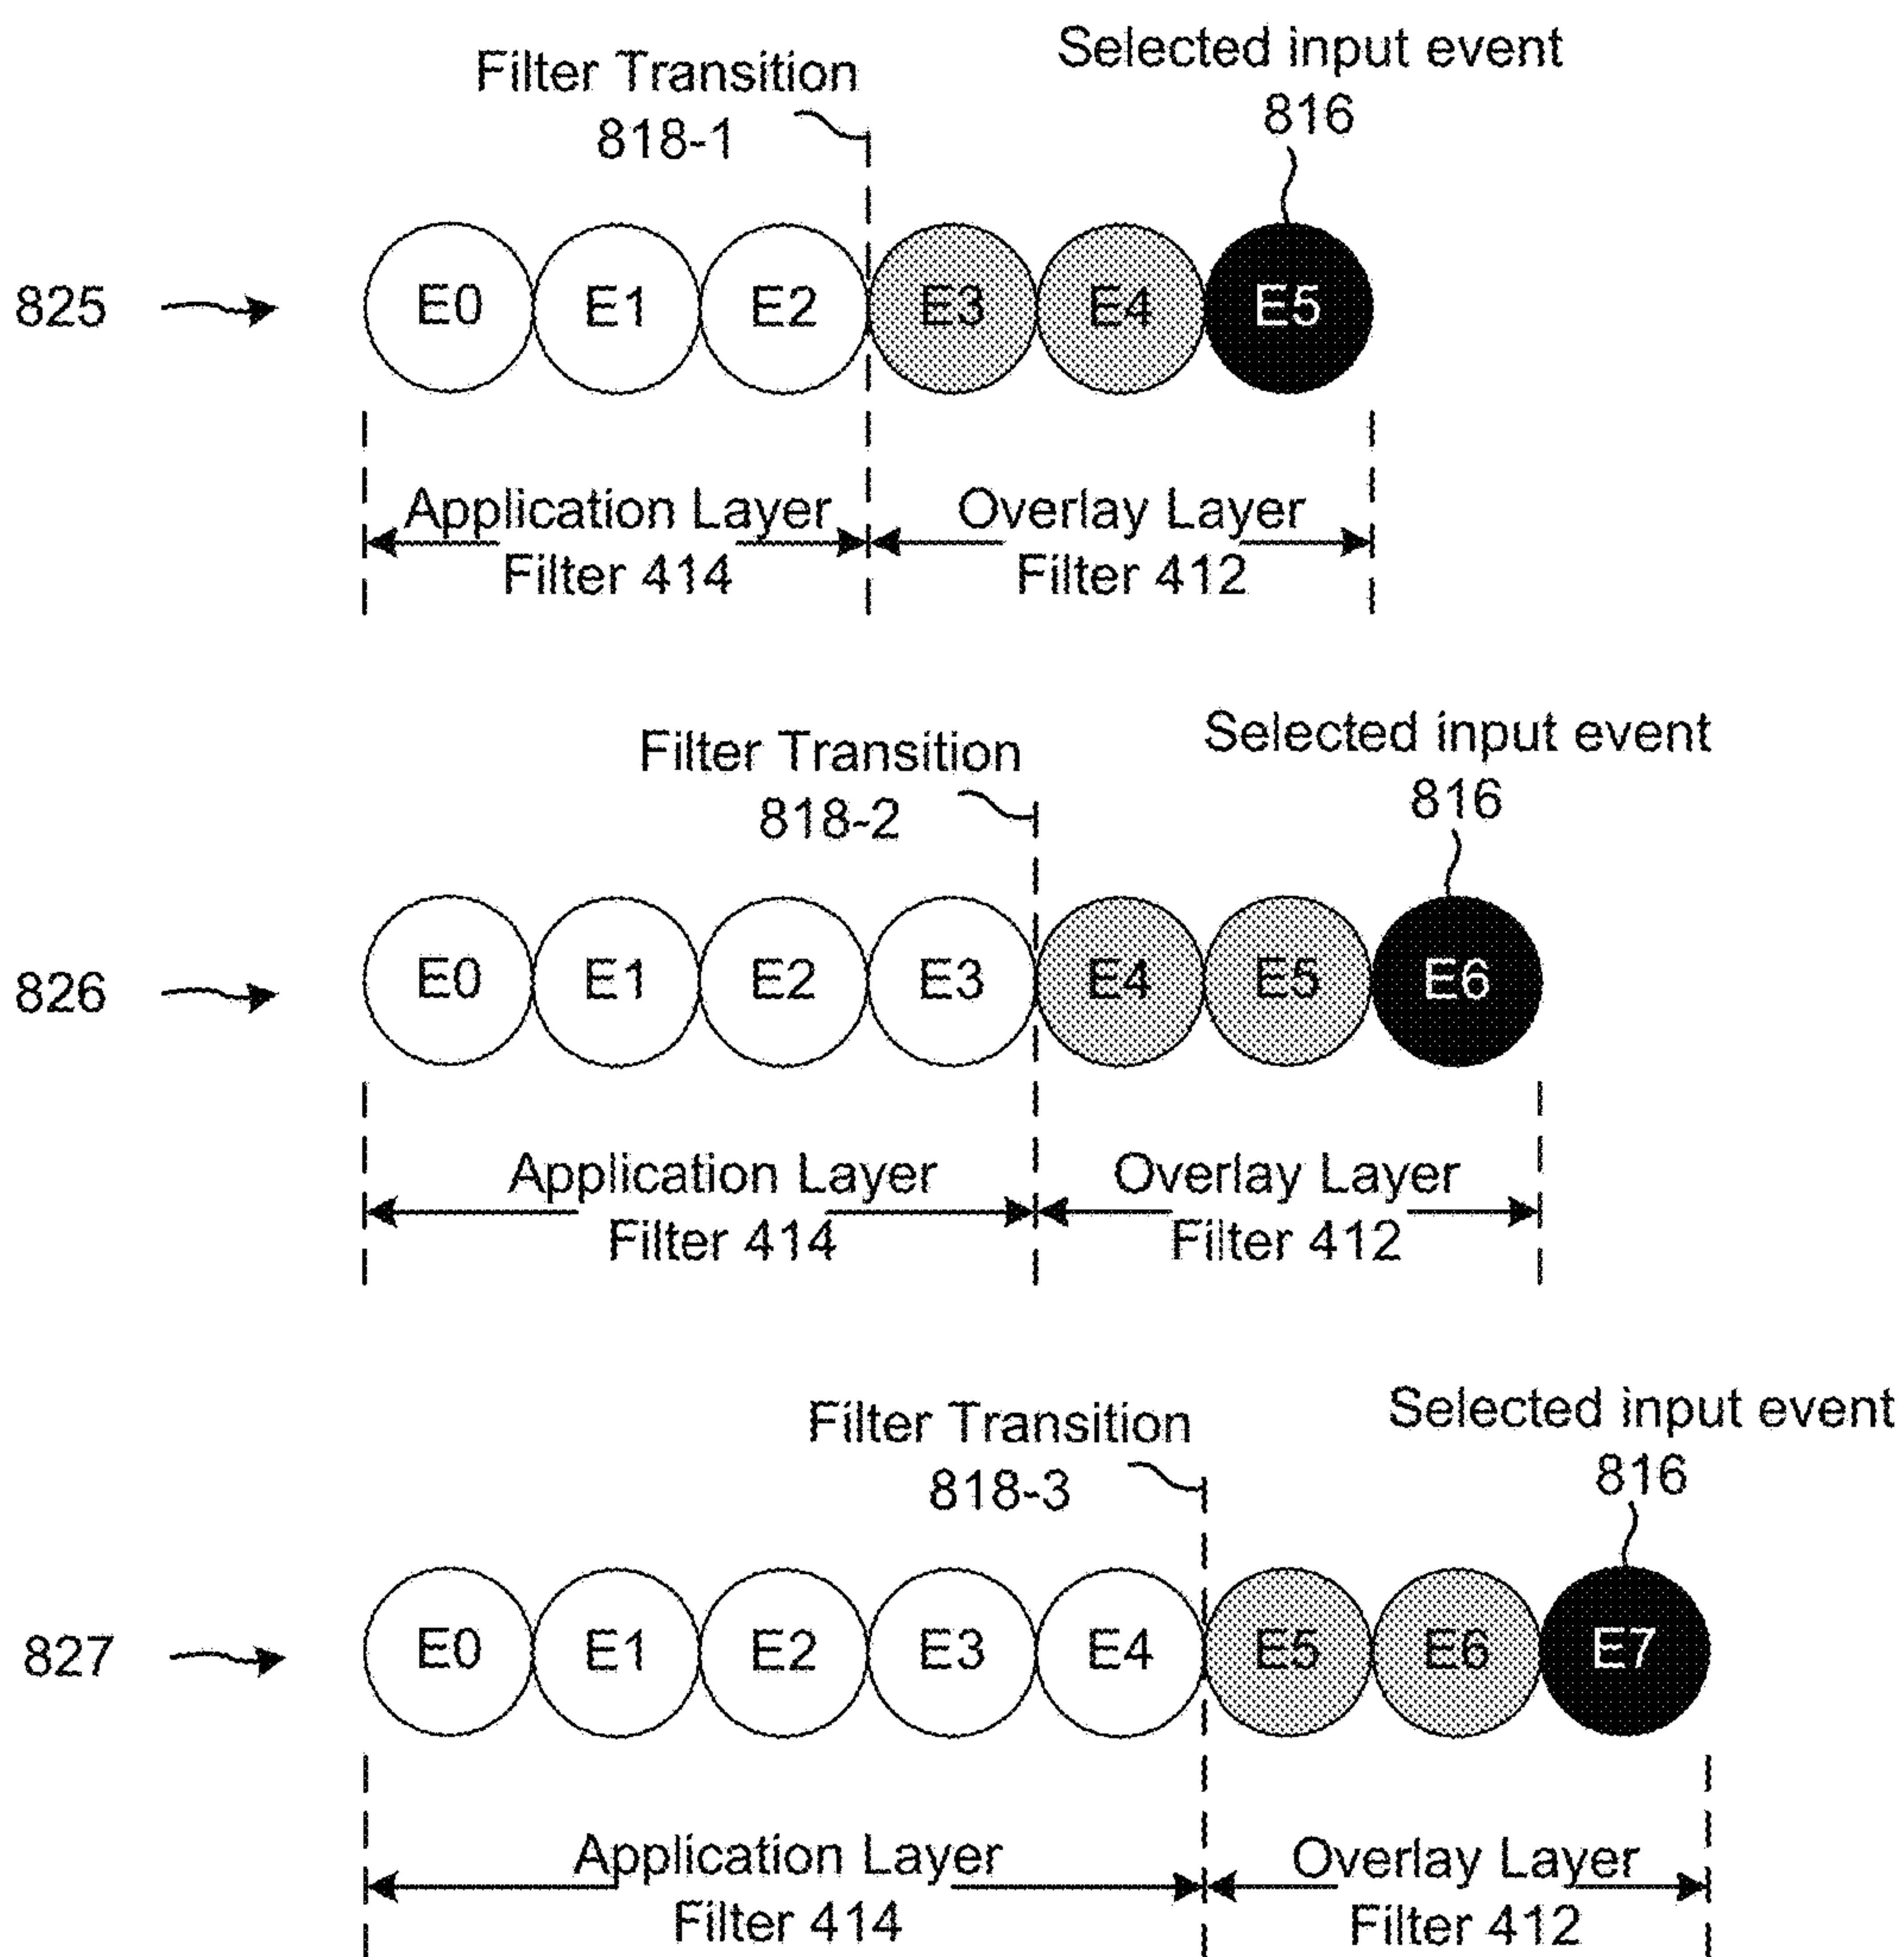 Filter Transition
818-1
Selected input event
816
825
E0 E1 E2 E3 E4 E5
Application Layer
Filter 414
Overlay Layer
Filter 412
Filter Transition
818-2
Selected input event
816
826
E0 E1 E2 E3 E4 E5 E6
Application Layer
Filter 414
Overlay Layer
Filter 412
Filter Transition
818-3
Selected input event
816
827
E0 E1 E2 E3 E4 E5 E6 E7
Application Layer
Filter 414
Overlay Layer
Filter 412